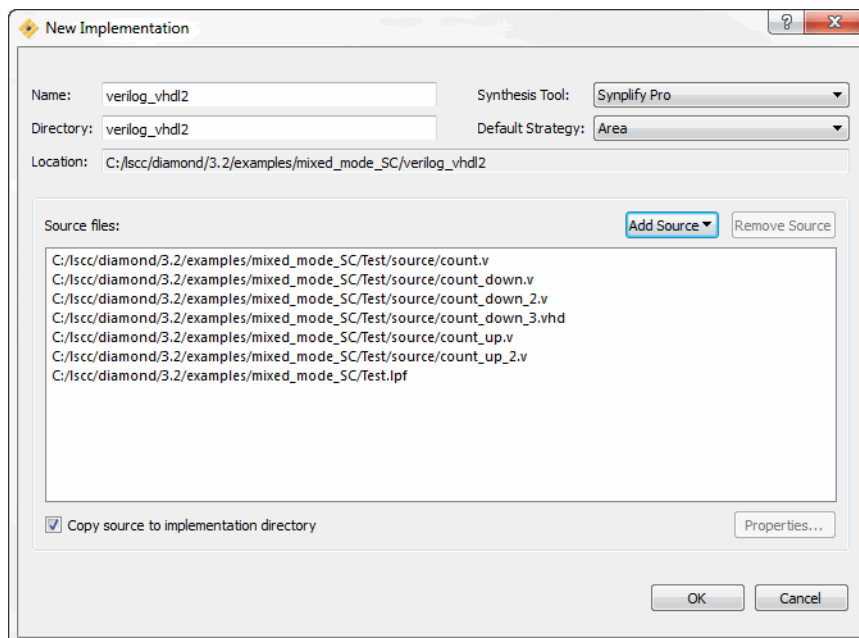 New Implementation
Name: verilog_vhdl2 Synthesis Tool: Synplify Pro
Directory: verilog_vhdl2 Default Strategy: Area
Location: C:/lscc/diamond/3.2/examples/mixed_mode_SC/verilog_vhdl2
Source files: Add Source Remove Source
C:/lscc/diamond/3.2/examples/mixed_mode_SC/Test/source/count.v
C:/lscc/diamond/3.2/examples/mixed_mode_SC/Test/source/count_down.v
C:/lscc/diamond/3.2/examples/mixed_mode_SC/Test/source/count_down_2.v
C:/lscc/diamond/3.2/examples/mixed_mode_SC/Test/source/count_down_3.vhd
C:/lscc/diamond/3.2/examples/mixed_mode_SC/Test/source/count_up.v
C:/lscc/diamond/3.2/examples/mixed_mode_SC/Test/source/count_up_2.v
C:/lscc/diamond/3.2/examples/mixed_mode_SC/Test.lpf
Copy source to implementation directory Properties...
OK Cancel